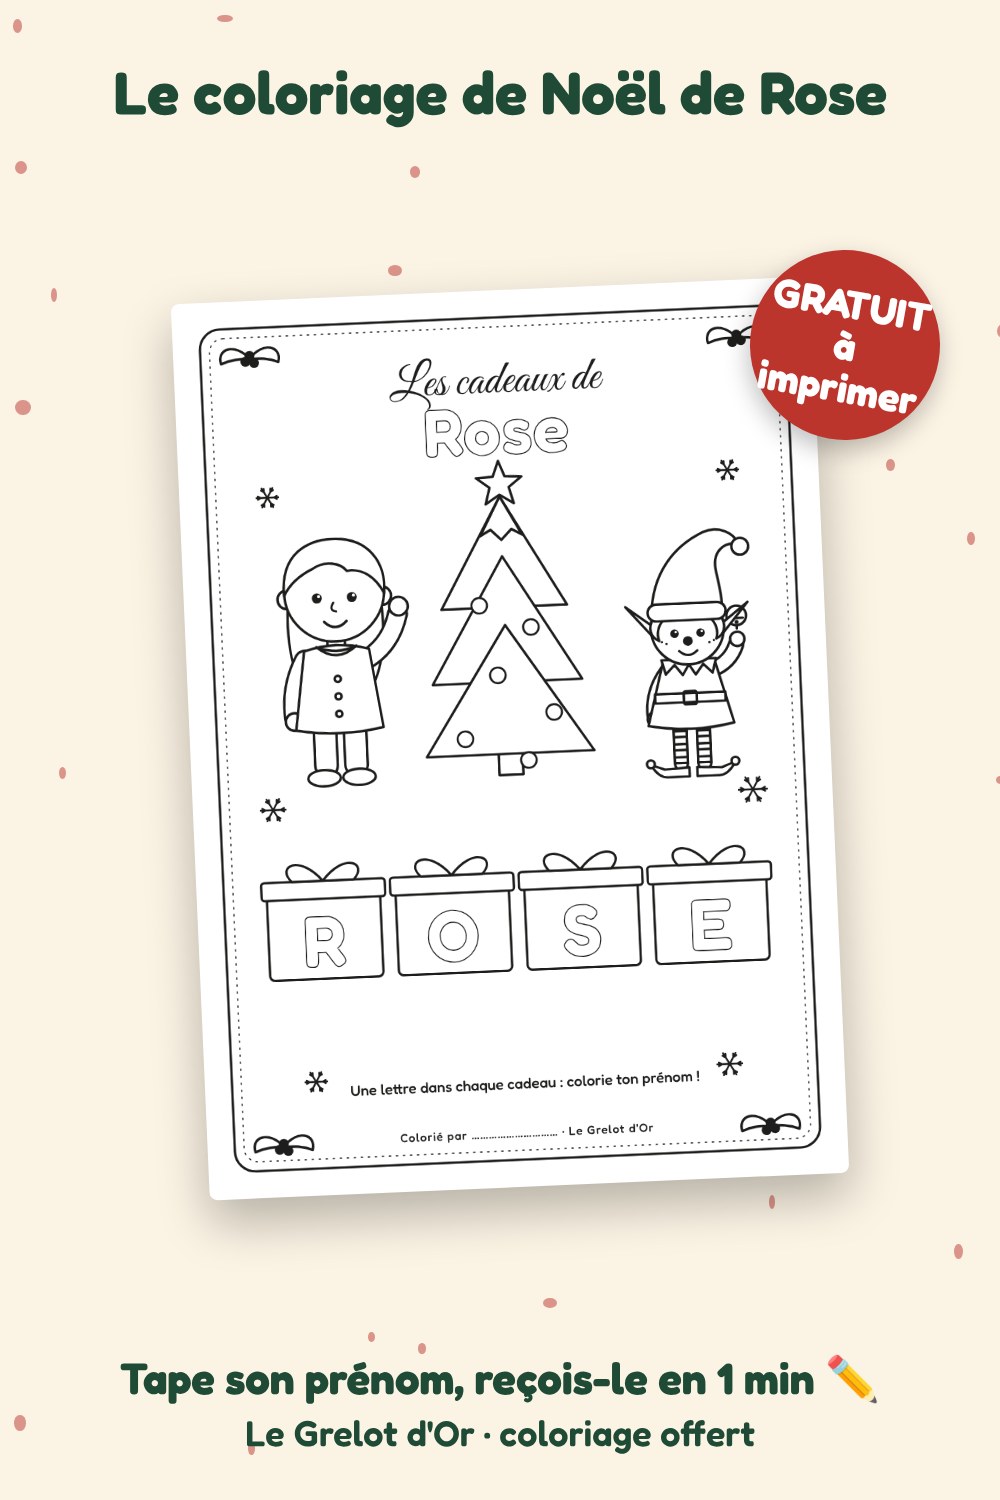 Le coloriage de Noël de Rose
GRATUIT
à
imprimer
Les cadeaux de
Rose
R O S E
Une lettre dans chaque cadeau : colorie ton prénom !
Colorié par .............................. · Le Grelot d'Or
Tape son prénom, reçois-le en 1 min ✏️
Le Grelot d'Or · coloriage offert